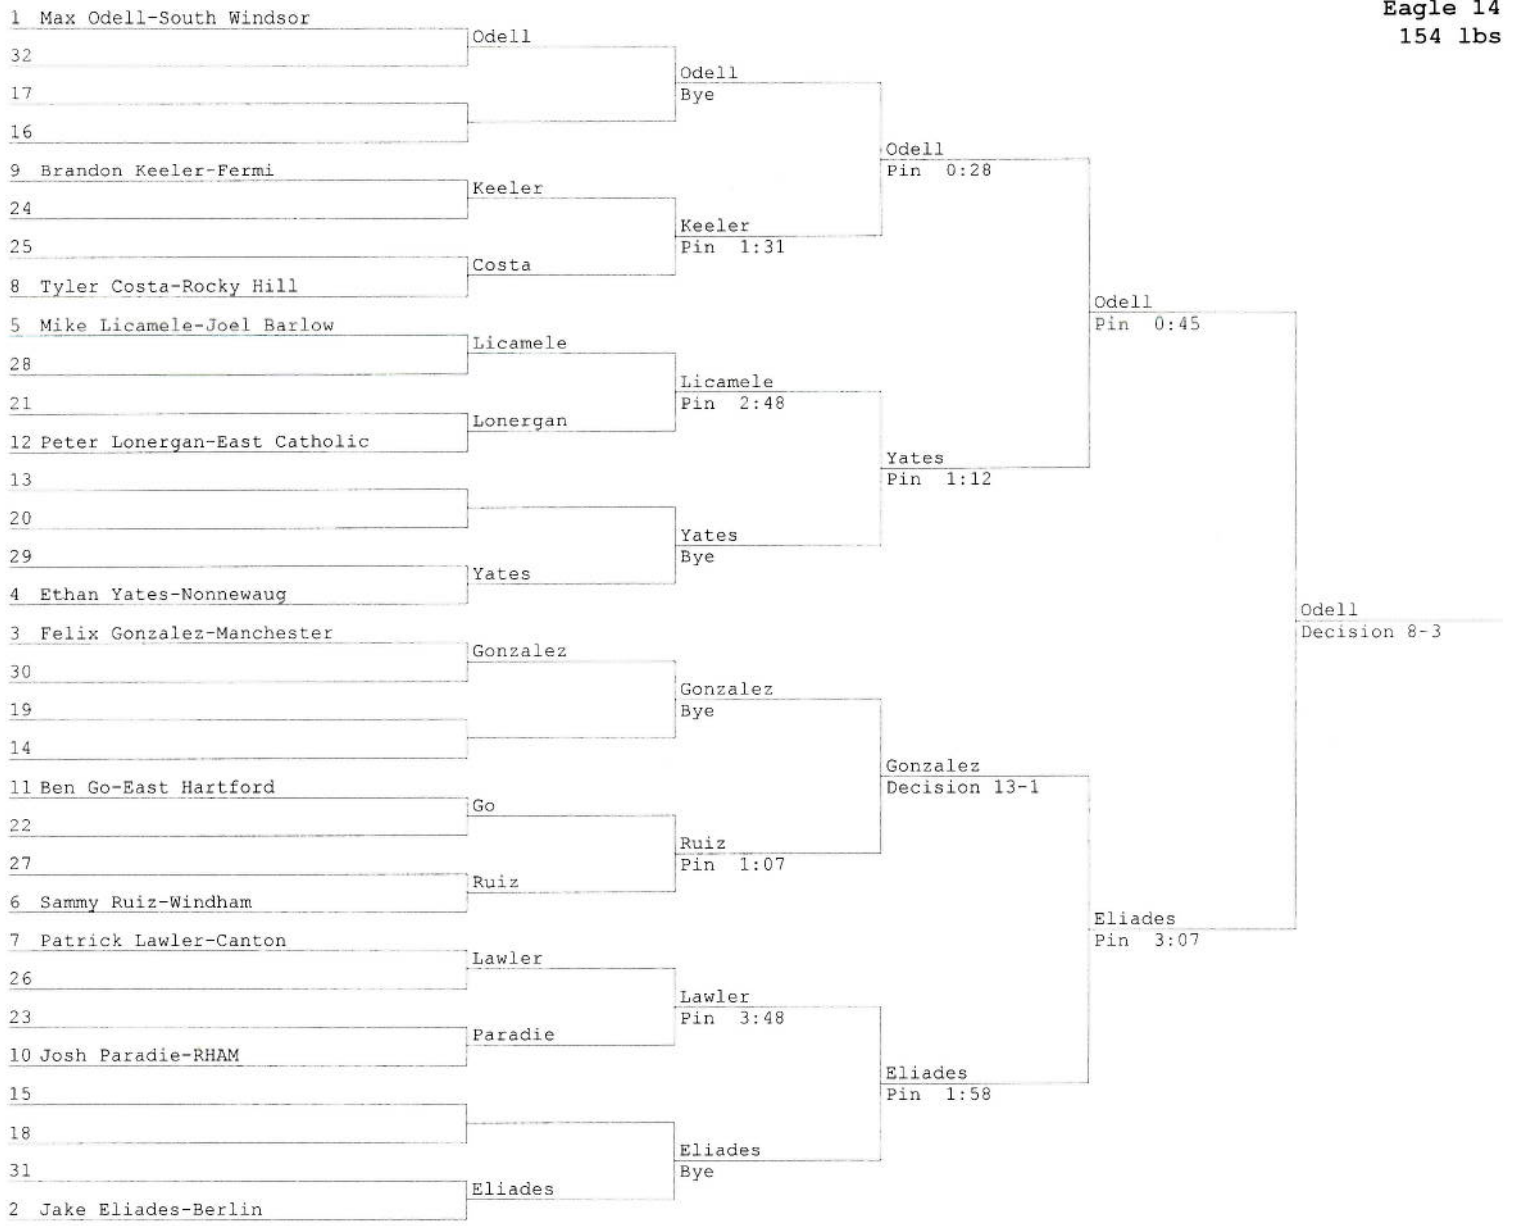 Eagle 14
154 lbs
1 Max Odell-South Windsor
Odell
32
Odell
Bye
17
16
Odell
Pin 0:28
9 Brandon Keeler-Fermi
Keeler
24
Keeler
Pin 1:31
25
Costa
8 Tyler Costa-Rocky Hill
Odell
Pin 0:45
5 Mike Licamele-Joel Barlow
Licamele
28
Licamele
Pin 2:48
21
Lonergan
12 Peter Lonergan-East Catholic
Yates
Pin 1:12
13
20
Yates
Bye
29
Yates
4 Ethan Yates-Nonnewaug
Odell
Decision 8-3
3 Felix Gonzalez-Manchester
Gonzalez
30
Gonzalez
Bye
19
14
Gonzalez
Decision 13-1
11 Ben Go-East Hartford
Go
22
Ruiz
Pin 1:07
27
Ruiz
6 Sammy Ruiz-Windham
Eliades
Pin 3:07
7 Patrick Lawler-Canton
Lawler
26
Lawler
Pin 3:48
23
Paradie
10 Josh Paradie-RHAM
Eliades
Pin 1:58
15
18
Eliades
Bye
31
Eliades
2 Jake Eliades-Berlin